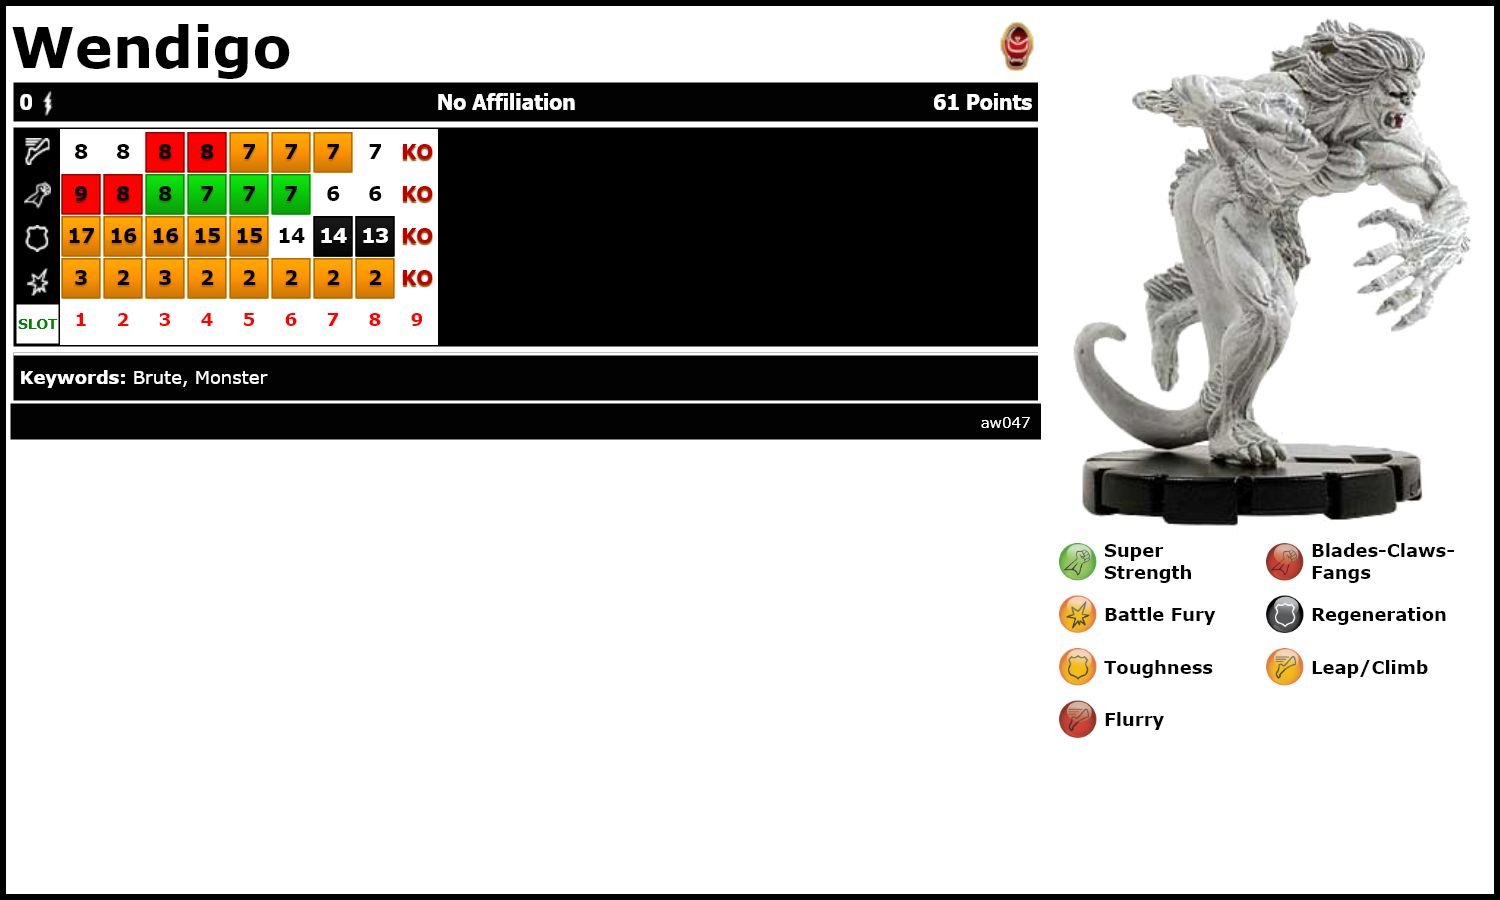 Wendigo
0 No Affiliation 61 Points
8 8 8 8 7 7 7 7 KO
9 8 8 7 7 7 6 6 KO
17 16 16 15 15 14 14 13 KO
3 2 3 2 2 2 2 2 KO
SLOT 1 2 3 4 5 6 7 8 9
Keywords: Brute, Monster
aw047
Super
Strength
Blades-Claws-
Fangs
Battle Fury
Regeneration
Toughness
Leap/Climb
Flurry